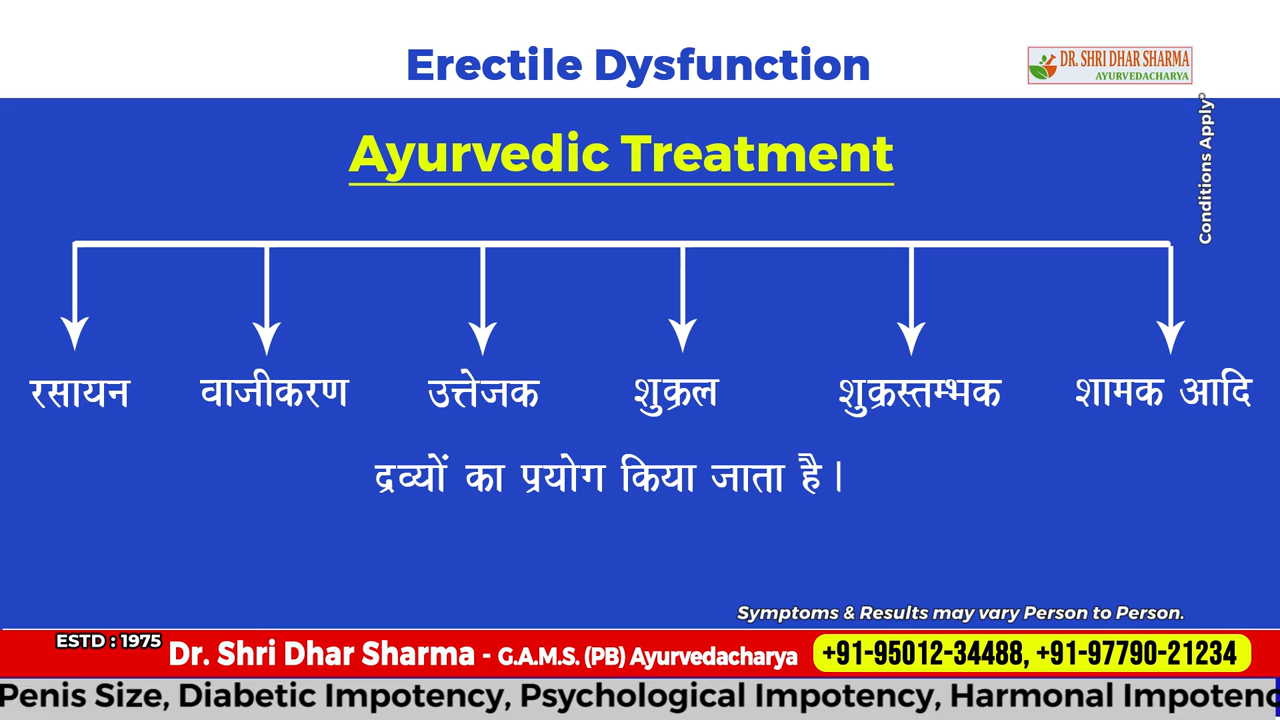 Erectile Dysfunction
DR. SHRI DHAR SHARMA
AYURVEDACHARYA
Conditions Apply
Ayurvedic Treatment
रसायन वाजीकरण उत्तेजक शुक्रल शुक्रस्तम्भक शामक आदि
द्रव्यों का प्रयोग किया जाता है।
Symptoms & Results may vary Person to Person.
ESTD : 1975
Dr. Shri Dhar Sharma - G.A.M.S. (PB) Ayurvedacharya +91-95012-34488, +91-97790-21234
Penis Size, Diabetic Impotency, Psychological Impotency, Harmonal Impotenc